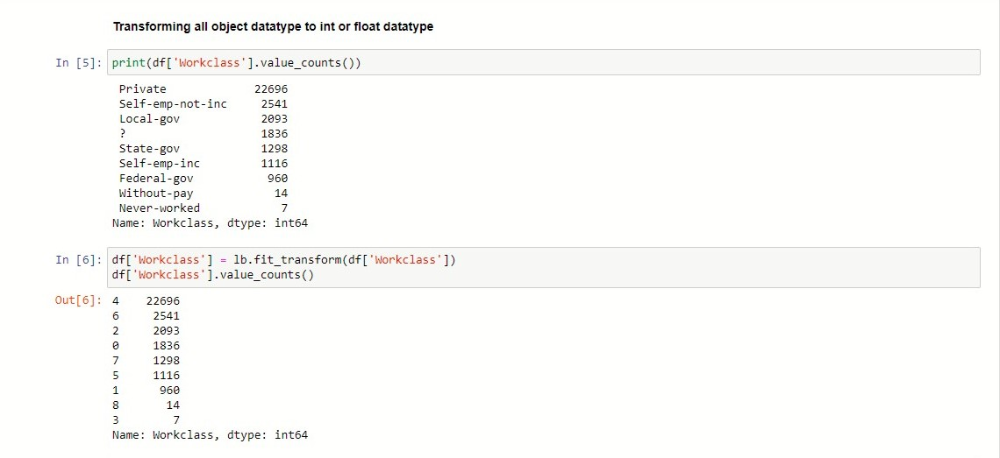 Transforming all object datatype to int or float datatype
In [5]: print(df['Workclass'].value_counts())
Private 22696
Self-emp-not-inc 2541
Local-gov 2093
? 1836
State-gov 1298
Self-emp-inc 1116
Federal-gov 960
Without-pay 14
Never-worked 7
Name: Workclass, dtype: int64
In [6]: df['Workclass'] = lb.fit_transform(df['Workclass'])
df['Workclass'].value_counts()
Out[6]: 4 22696
6 2541
2 2093
0 1836
7 1298
5 1116
1 960
8 14
3 7
Name: Workclass, dtype: int64